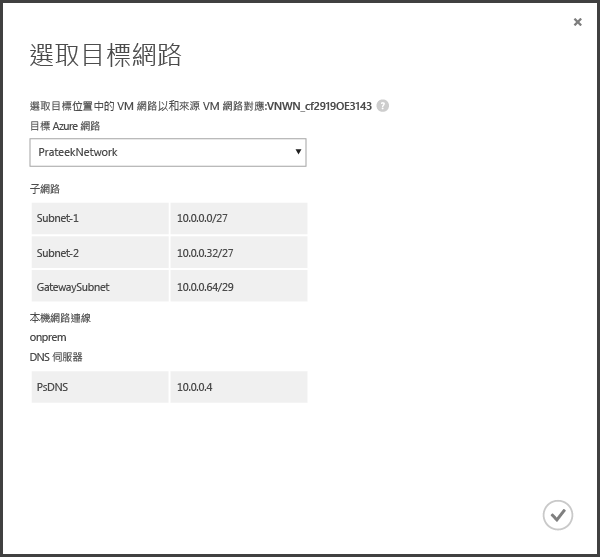 選取目標網路
選取目標位置中的 VM 網路以和來源 VM 網路對應:VNWN_cf2919OE3143 ?
目標 Azure 網路
PrateekNetwork
子網路
Subnet-1 10.0.0.0/27
Subnet-2 10.0.0.32/27
GatewaySubnet 10.0.0.64/29
本機網路連線
onprem
DNS 伺服器
PsDNS 10.0.0.4